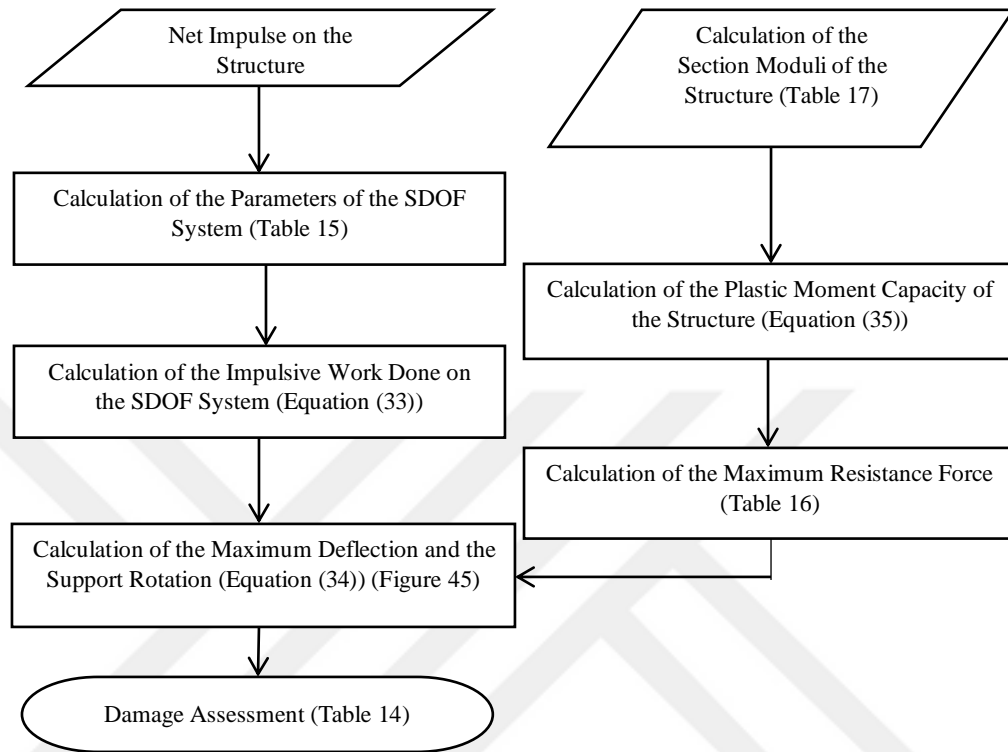 Net Impulse on the
Structure
Calculation of the Parameters of the SDOF
System (Table 15)
Calculation of the Impulsive Work Done on
the SDOF System (Equation (33))
Calculation of the Maximum Deflection and the
Support Rotation (Equation (34)) (Figure 45)
Damage Assessment (Table 14)
Calculation of the
Section Moduli of the
Structure (Table 17)
Calculation of the Plastic Moment Capacity of
the Structure (Equation (35))
Calculation of the Maximum Resistance Force
(Table 16)